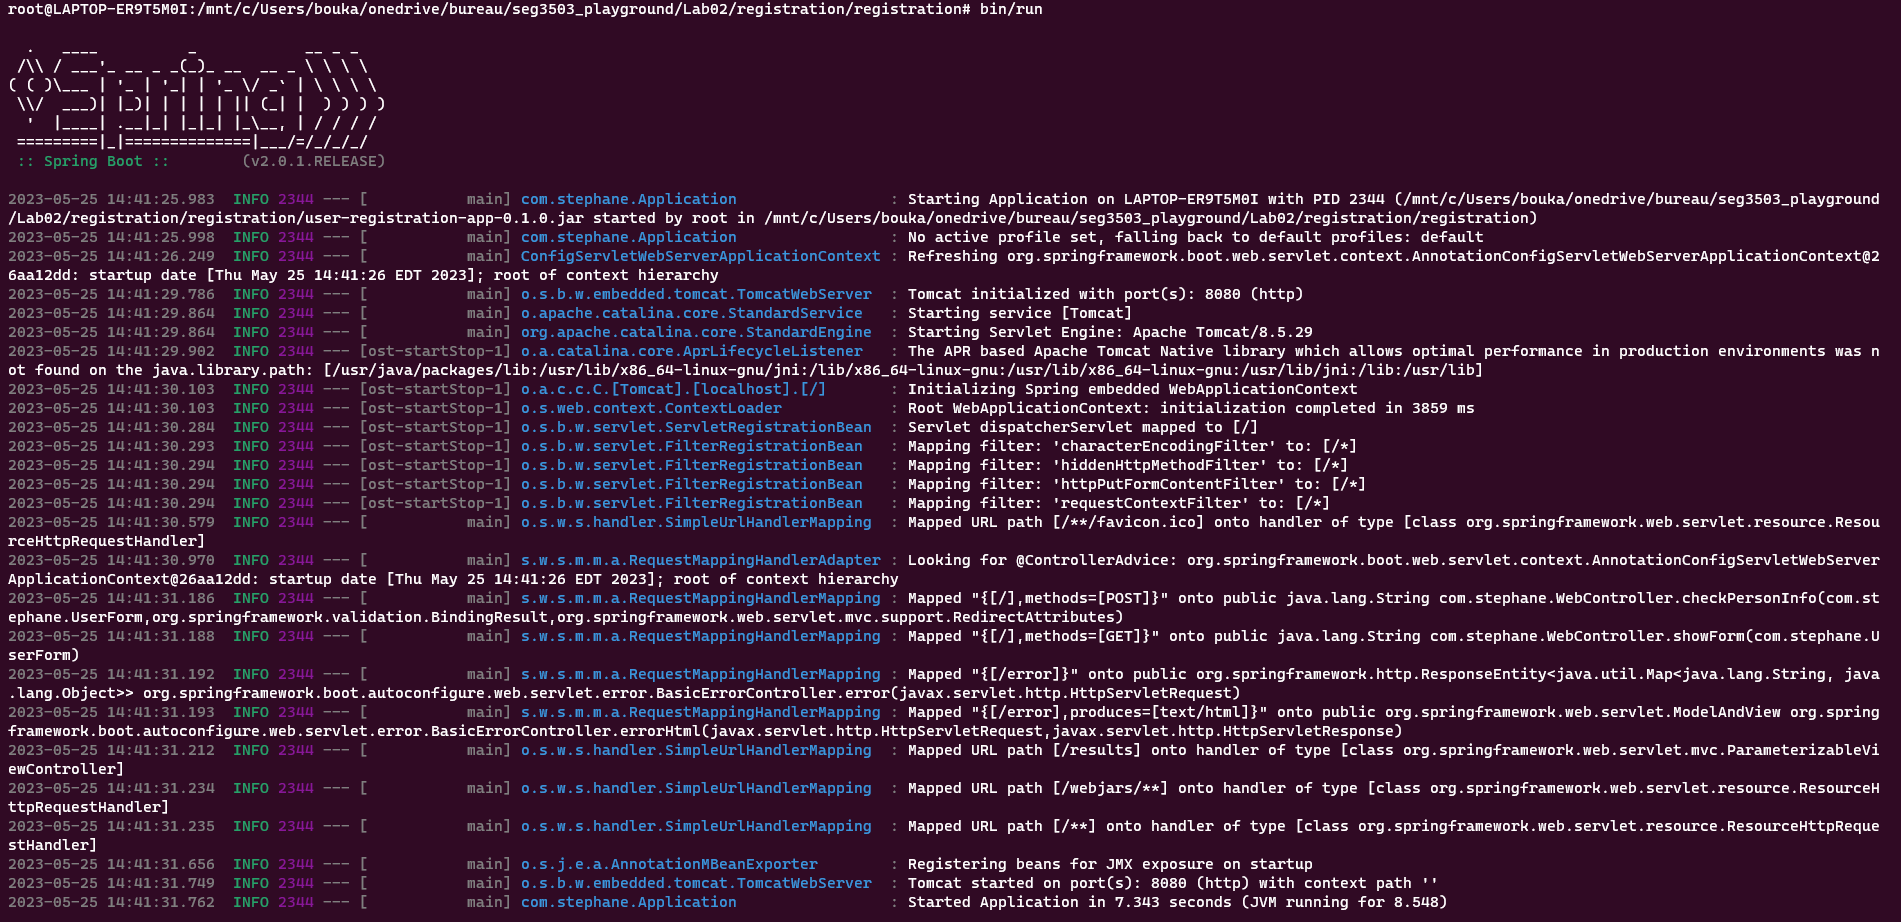 root@LAPTOP-ER9T5M0I:/mnt/c/Users/bouka/onedrive/bureau/seg3503_playground/Lab02/registration/registration# bin/run

  .   ____          _            __ _ _
 /\\ / ___'_ __ _ _(_)_ __  __ _ \ \ \ \
( ( )\___ | '_ | '_| | '_ \/ _` | \ \ \ \
 \\/  ___)| |_)| | | | | || (_| |  ) ) ) )
  '  |____| .__|_| |_|_| |_\__, | / / / /
 =========|_|==============|___/=/_/_/_/
 :: Spring Boot ::        (v2.0.1.RELEASE)

2023-05-25 14:41:25.983  INFO 2344 --- [           main] com.stephane.Application                 : Starting Application on LAPTOP-ER9T5M0I with PID 2344 (/mnt/c/Users/bouka/onedrive/bureau/seg3503_playground
/Lab02/registration/registration/user-registration-app-0.1.0.jar started by root in /mnt/c/Users/bouka/onedrive/bureau/seg3503_playground/Lab02/registration/registration)
2023-05-25 14:41:25.998  INFO 2344 --- [           main] com.stephane.Application                 : No active profile set, falling back to default profiles: default
2023-05-25 14:41:26.249  INFO 2344 --- [           main] ConfigServletWebServerApplicationContext : Refreshing org.springframework.boot.web.servlet.context.AnnotationConfigServletWebServerApplicationContext@2
6aa12dd: startup date [Thu May 25 14:41:26 EDT 2023]; root of context hierarchy
2023-05-25 14:41:29.786  INFO 2344 --- [           main] o.s.b.w.embedded.tomcat.TomcatWebServer  : Tomcat initialized with port(s): 8080 (http)
2023-05-25 14:41:29.864  INFO 2344 --- [           main] o.apache.catalina.core.StandardService   : Starting service [Tomcat]
2023-05-25 14:41:29.864  INFO 2344 --- [           main] org.apache.catalina.core.StandardEngine  : Starting Servlet Engine: Apache Tomcat/8.5.29
2023-05-25 14:41:29.902  INFO 2344 --- [ost-startStop-1] o.a.catalina.core.AprLifecycleListener   : The APR based Apache Tomcat Native library which allows optimal performance in production environments was n
ot found on the java.library.path: [/usr/java/packages/lib:/usr/lib/x86_64-linux-gnu/jni:/lib/x86_64-linux-gnu:/usr/lib/x86_64-linux-gnu:/usr/lib/jni:/lib:/usr/lib]
2023-05-25 14:41:30.103  INFO 2344 --- [ost-startStop-1] o.a.c.c.C.[Tomcat].[localhost].[/]       : Initializing Spring embedded WebApplicationContext
2023-05-25 14:41:30.103  INFO 2344 --- [ost-startStop-1] o.s.web.context.ContextLoader            : Root WebApplicationContext: initialization completed in 3859 ms
2023-05-25 14:41:30.284  INFO 2344 --- [ost-startStop-1] o.s.b.w.servlet.ServletRegistrationBean  : Servlet dispatcherServlet mapped to [/]
2023-05-25 14:41:30.293  INFO 2344 --- [ost-startStop-1] o.s.b.w.servlet.FilterRegistrationBean   : Mapping filter: 'characterEncodingFilter' to: [/*]
2023-05-25 14:41:30.294  INFO 2344 --- [ost-startStop-1] o.s.b.w.servlet.FilterRegistrationBean   : Mapping filter: 'hiddenHttpMethodFilter' to: [/*]
2023-05-25 14:41:30.294  INFO 2344 --- [ost-startStop-1] o.s.b.w.servlet.FilterRegistrationBean   : Mapping filter: 'httpPutFormContentFilter' to: [/*]
2023-05-25 14:41:30.294  INFO 2344 --- [ost-startStop-1] o.s.b.w.servlet.FilterRegistrationBean   : Mapping filter: 'requestContextFilter' to: [/*]
2023-05-25 14:41:30.579  INFO 2344 --- [           main] o.s.w.s.handler.SimpleUrlHandlerMapping  : Mapped URL path [/**/favicon.ico] onto handler of type [class org.springframework.web.servlet.resource.Resou
rceHttpRequestHandler]
2023-05-25 14:41:30.970  INFO 2344 --- [           main] s.w.s.m.m.a.RequestMappingHandlerAdapter : Looking for @ControllerAdvice: org.springframework.boot.web.servlet.context.AnnotationConfigServletWebServer
ApplicationContext@26aa12dd: startup date [Thu May 25 14:41:26 EDT 2023]; root of context hierarchy
2023-05-25 14:41:31.186  INFO 2344 --- [           main] s.w.s.m.m.a.RequestMappingHandlerMapping : Mapped "{[/],methods=[POST]}" onto public java.lang.String com.stephane.WebController.checkPersonInfo(com.st
ephane.UserForm,org.springframework.validation.BindingResult,org.springframework.web.servlet.mvc.support.RedirectAttributes)
2023-05-25 14:41:31.188  INFO 2344 --- [           main] s.w.s.m.m.a.RequestMappingHandlerMapping : Mapped "{[/],methods=[GET]}" onto public java.lang.String com.stephane.WebController.showForm(com.stephane.U
serForm)
2023-05-25 14:41:31.192  INFO 2344 --- [           main] s.w.s.m.m.a.RequestMappingHandlerMapping : Mapped "{[/error]}" onto public org.springframework.http.ResponseEntity<java.util.Map<java.lang.String, java
.lang.Object>> org.springframework.boot.autoconfigure.web.servlet.error.BasicErrorController.error(javax.servlet.http.HttpServletRequest)
2023-05-25 14:41:31.193  INFO 2344 --- [           main] s.w.s.m.m.a.RequestMappingHandlerMapping : Mapped "{[/error],produces=[text/html]}" onto public org.springframework.web.servlet.ModelAndView org.spring
framework.boot.autoconfigure.web.servlet.error.BasicErrorController.errorHtml(javax.servlet.http.HttpServletRequest,javax.servlet.http.HttpServletResponse)
2023-05-25 14:41:31.212  INFO 2344 --- [           main] o.s.w.s.handler.SimpleUrlHandlerMapping  : Mapped URL path [/results] onto handler of type [class org.springframework.web.servlet.mvc.ParameterizableVi
ewController]
2023-05-25 14:41:31.234  INFO 2344 --- [           main] o.s.w.s.handler.SimpleUrlHandlerMapping  : Mapped URL path [/webjars/**] onto handler of type [class org.springframework.web.servlet.resource.ResourceH
ttpRequestHandler]
2023-05-25 14:41:31.235  INFO 2344 --- [           main] o.s.w.s.handler.SimpleUrlHandlerMapping  : Mapped URL path [/**] onto handler of type [class org.springframework.web.servlet.resource.ResourceHttpReque
stHandler]
2023-05-25 14:41:31.656  INFO 2344 --- [           main] o.s.j.e.a.AnnotationMBeanExporter        : Registering beans for JMX exposure on startup
2023-05-25 14:41:31.749  INFO 2344 --- [           main] o.s.b.w.embedded.tomcat.TomcatWebServer  : Tomcat started on port(s): 8080 (http) with context path ''
2023-05-25 14:41:31.762  INFO 2344 --- [           main] com.stephane.Application                 : Started Application in 7.343 seconds (JVM running for 8.548)